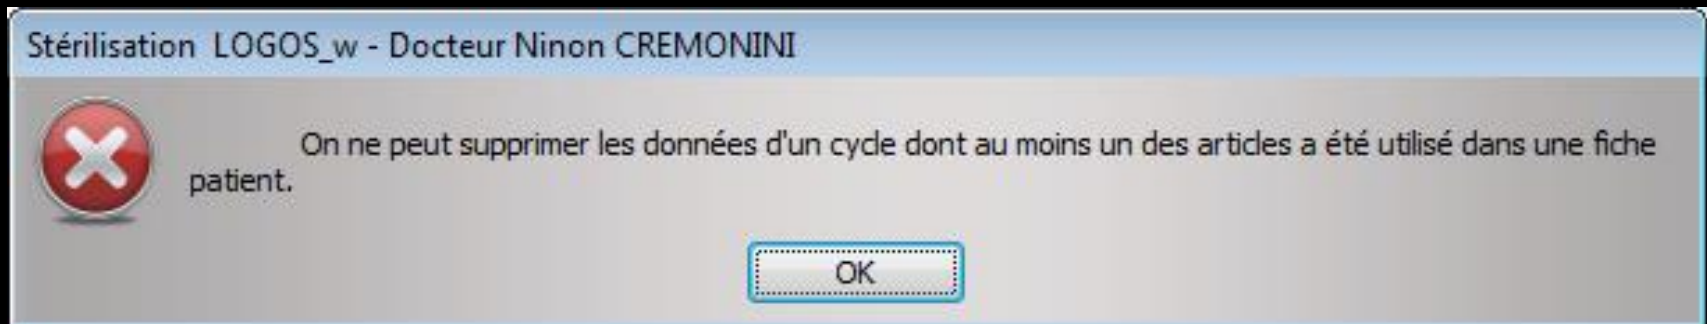 Stérilisation LOGOS_w - Docteur Ninon CREMONINI
On ne peut supprimer les données d'un cycle dont au moins un des articles a été utilisé dans une fiche
patient.
OK